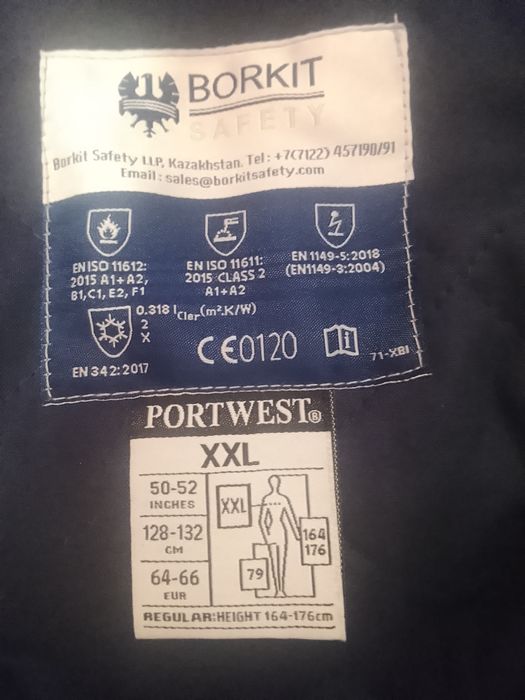 1
BORKIT
SAFETY
Borkit Safety LLP, Kazakhstan. Tel: +7(7122) 457190/91
Email: sales@borkitsafety.com
EN ISO 11612:
2015 A1+A2,
B1,C1, E2, F1
EN ISO 11611:
2015 CLASS 2
A1+A2
EN 1149-5:2018
(EN1149-3:2004)
0.318 I Cler (m².K/W)
2
X
EN 342:2017
CE0120
i
71-XB1
PORTWEST®
XXL
50-52
INCHES
128-132
CM
64-66
EUR
XXL
164
176
79
REGULAR:HEIGHT 164-176cm